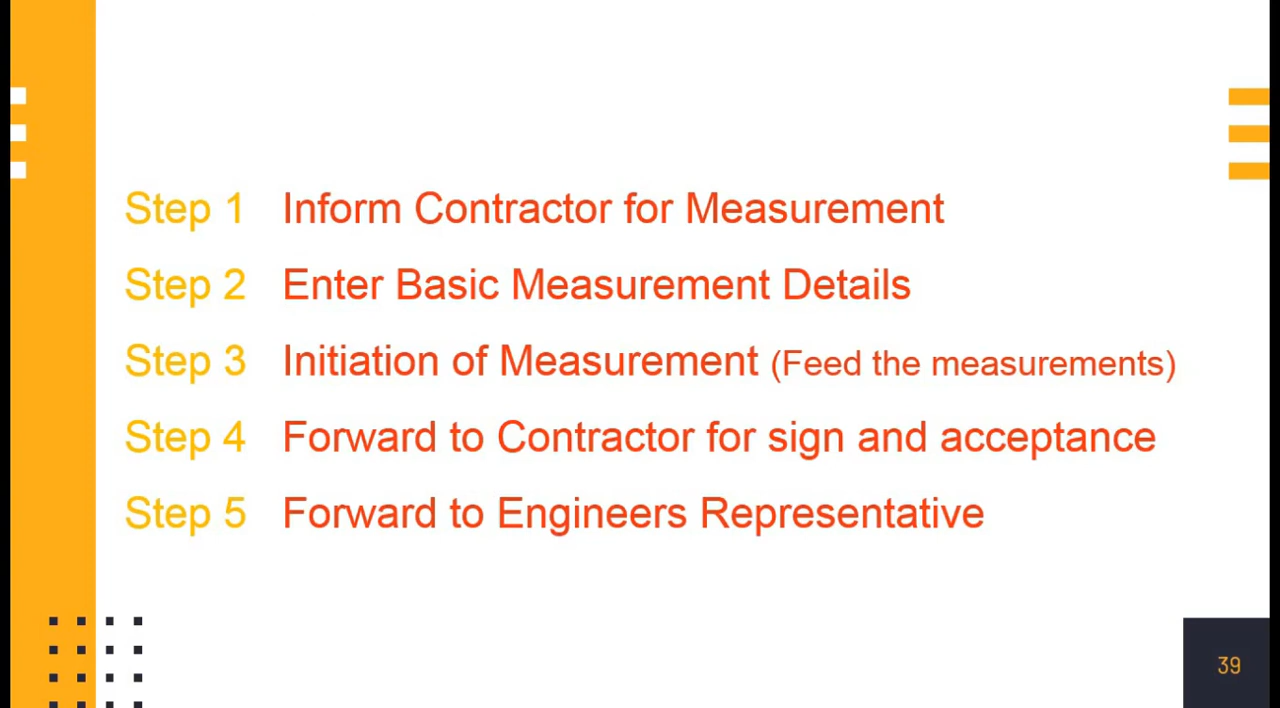 Step 1 Inform Contractor for Measurement
Step 2 Enter Basic Measurement Details
Step 3 Initiation of Measurement (Feed the measurements)
Step 4 Forward to Contractor for sign and acceptance
Step 5 Forward to Engineers Representative
39